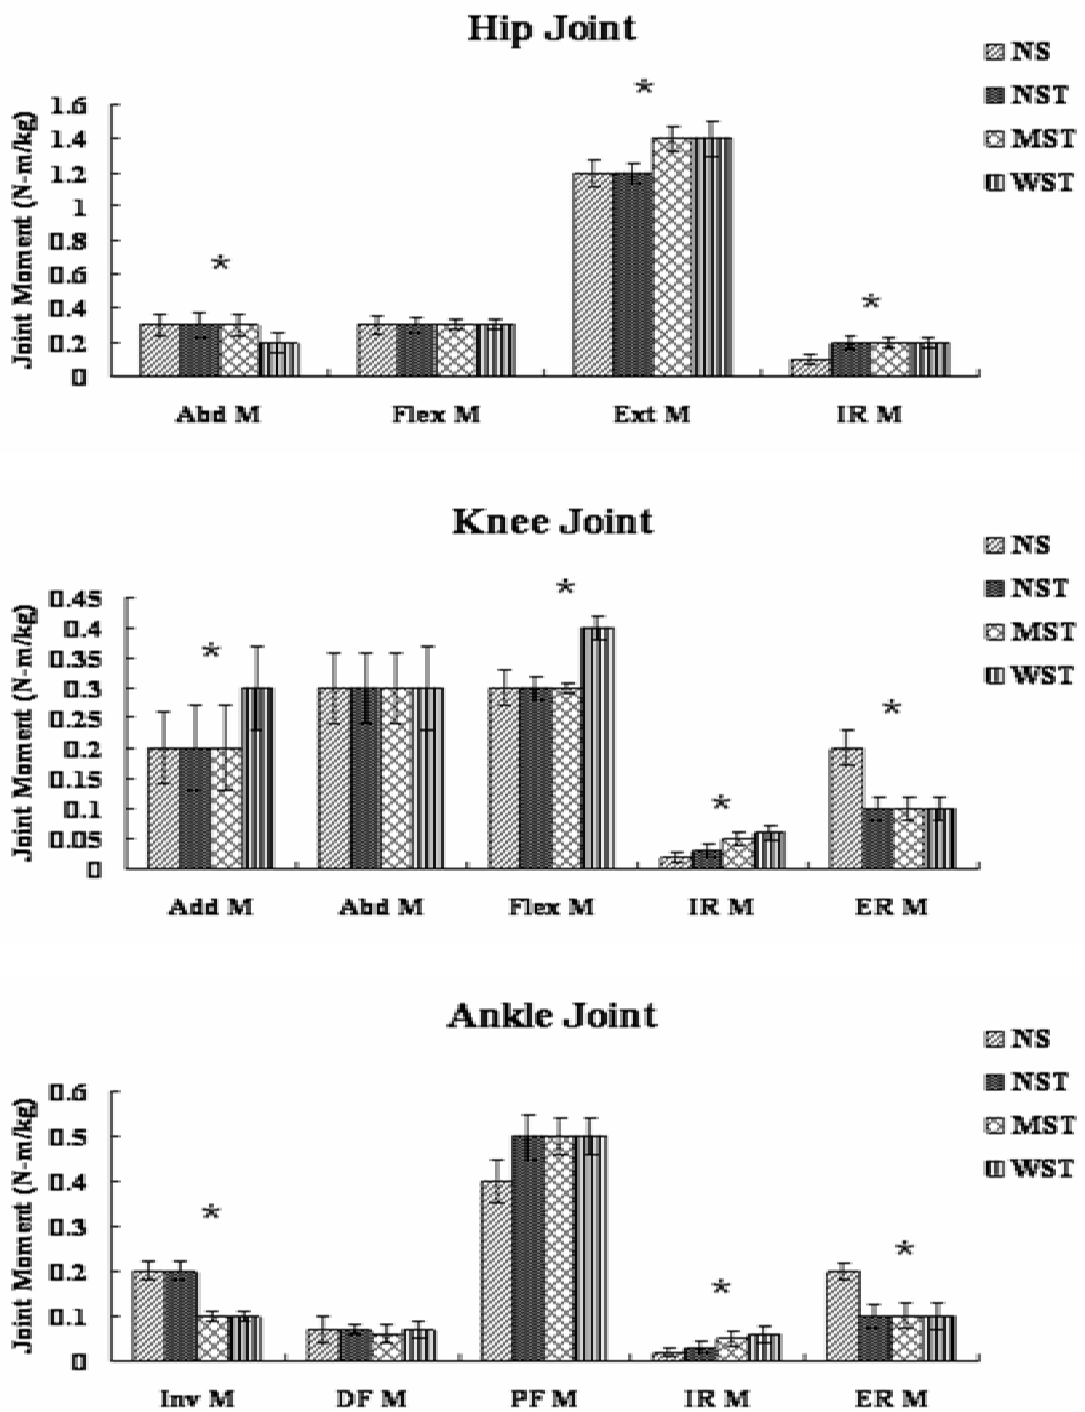 Hip Joint
NS
NST
MST
WST
*
*
*
Joint Moment (N-m/kg)
1.6
1.4
1.2
1
0.8
0.6
0.4
0.2
0
Abd M Flex M Ext M IR M
Knee Joint
NS
NST
MST
WST
*
*
*
*
Joint Moment (N-m/kg)
0.45
0.4
0.35
0.3
0.25
0.2
0.15
0.1
0.05
0
Add M Abd M Flex M IR M ER M
Ankle Joint
NS
NST
MST
WST
*
*
*
Joint Moment (N-m/kg)
0.6
0.5
0.4
0.3
0.2
0.1
0
Inv M DF M PF M IR M ER M